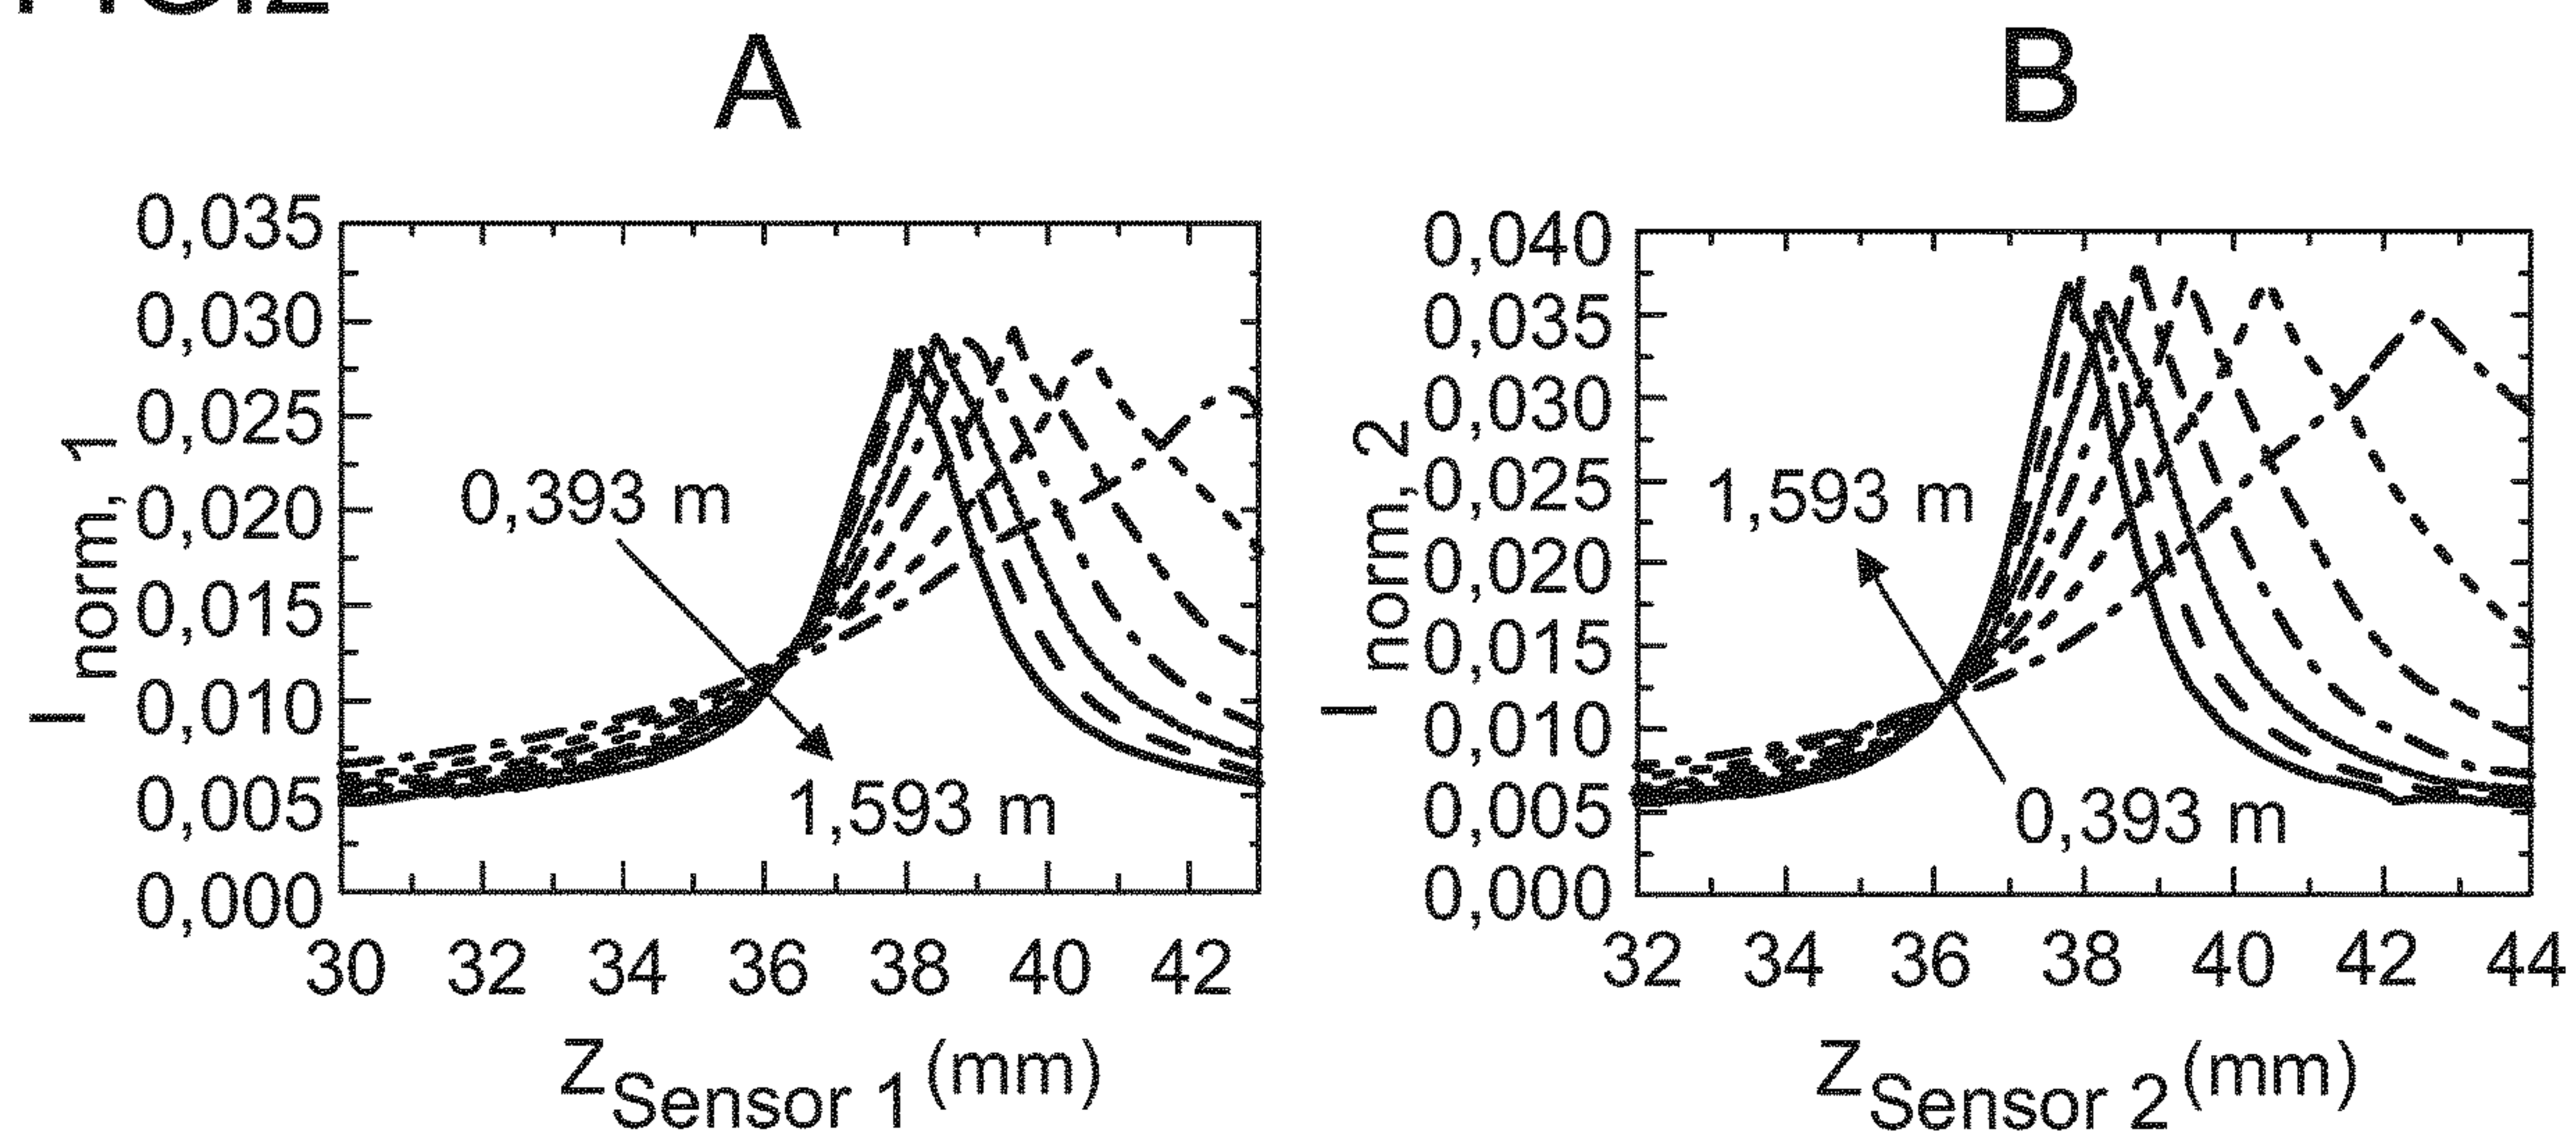 A
B
0,035
0,030
0,025
0,020
0,015
0,010
0,005
0,000
I norm, 1
0,393 m
1,593 m
30 32 34 36 38 40 42
Z Sensor 1 (mm)
0,040
0,035
0,030
0,025
0,020
0,015
0,010
0,005
0,000
I norm, 2
1,593 m
0,393 m
32 34 36 38 40 42 44
Z Sensor 2 (mm)